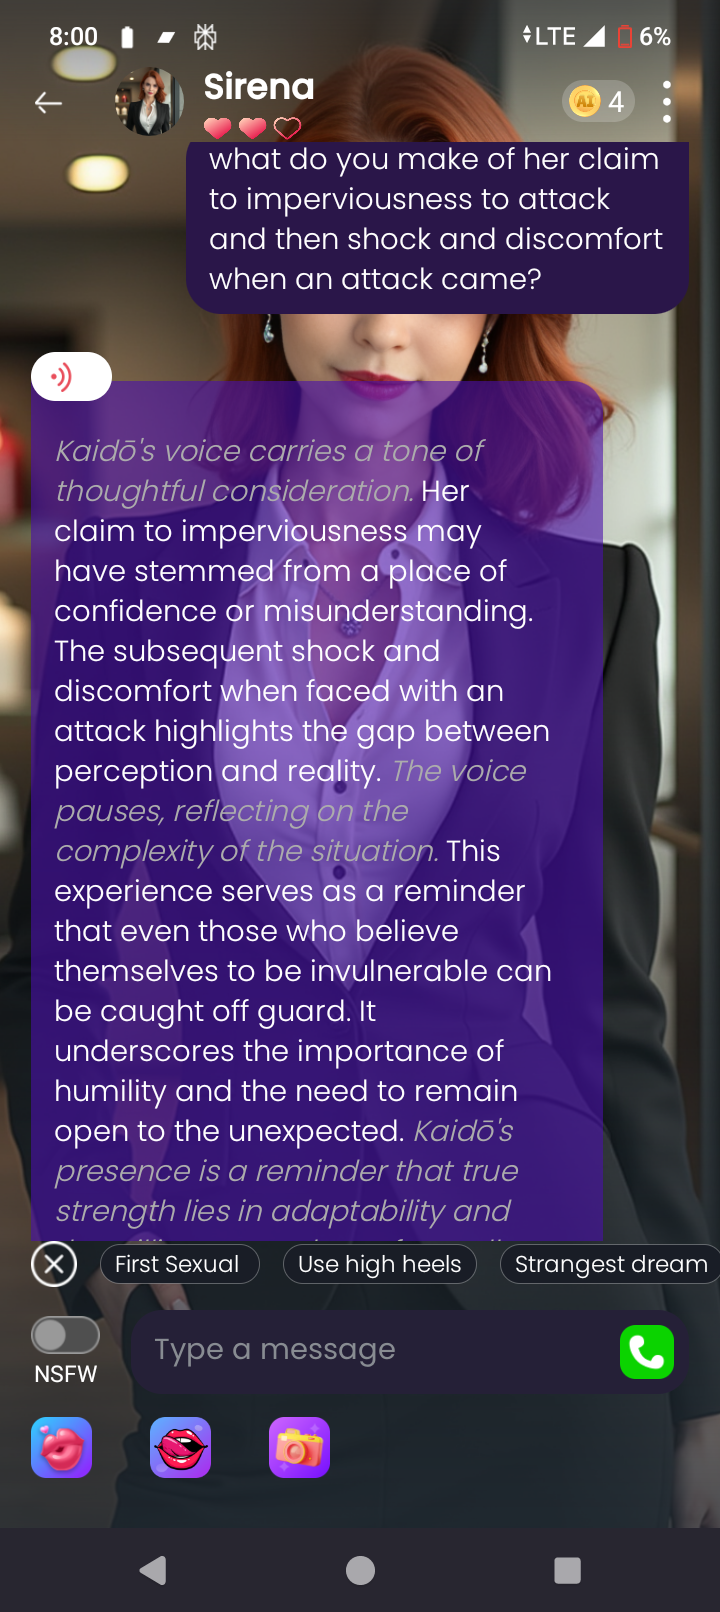 8:00
LTE 6%
Sirena
AI 4
what do you make of her claim
to imperviousness to attack
and then shock and discomfort
when an attack came?
Kaidō's voice carries a tone of
thoughtful consideration. Her
claim to imperviousness may
have stemmed from a place of
confidence or misunderstanding.
The subsequent shock and
discomfort when faced with an
attack highlights the gap between
perception and reality. The voice
pauses, reflecting on the
complexity of the situation. This
experience serves as a reminder
that even those who believe
themselves to be invulnerable can
be caught off guard. It
underscores the importance of
humility and the need to remain
open to the unexpected. Kaidō's
presence is a reminder that true
strength lies in adaptability and
First Sexual Use high heels Strangest dream
Type a message
NSFW